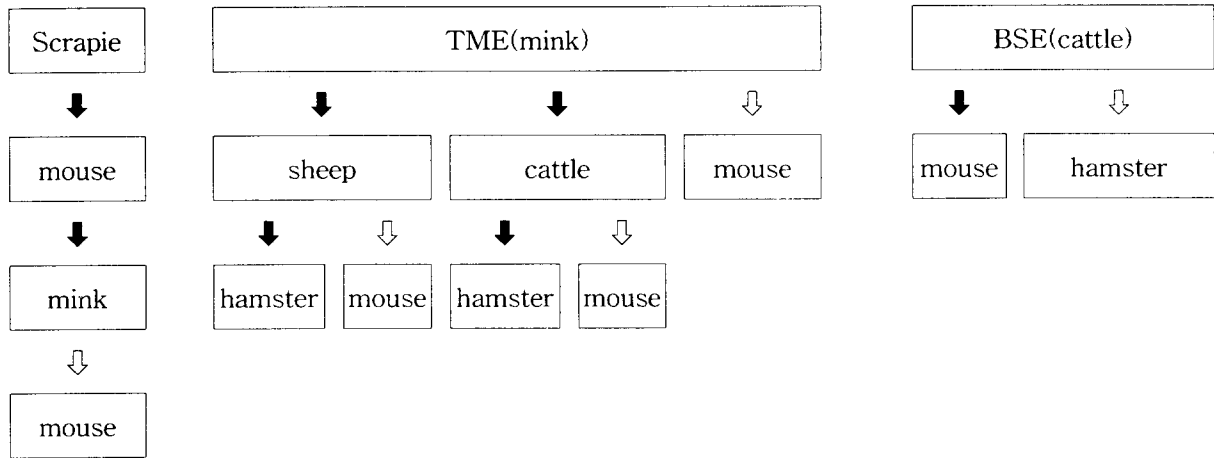 Scrapie
TME(mink)
BSE(cattle)
mouse
sheep
cattle
mouse
mouse
hamster
mink
hamster
mouse
hamster
mouse
mouse